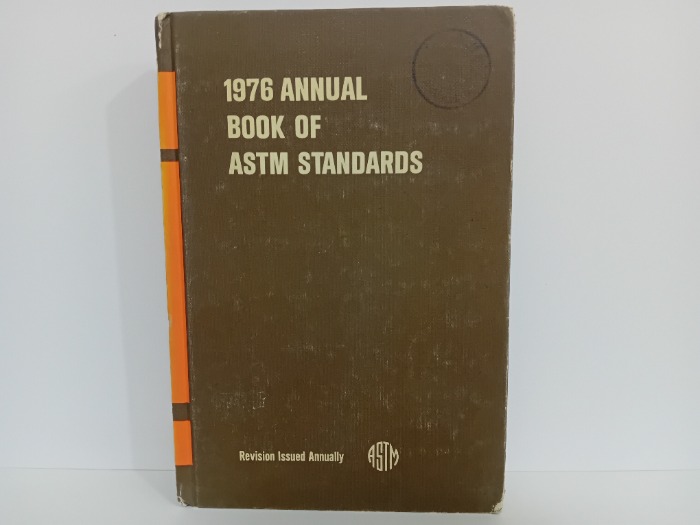 1976 ANNUAL
BOOK OF
ASTM STANDARDS
Revision Issued Annually
ASTM